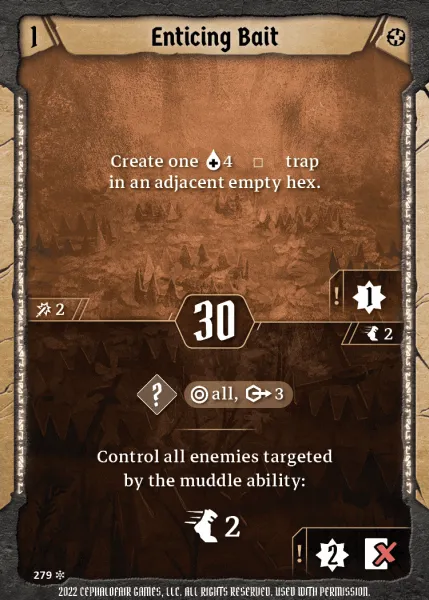 1
Enticing Bait
Create one 4 trap
in an adjacent empty hex.
! 1
2
30
2
? all, 3
Control all enemies targeted
by the muddle ability:
2
! 2
279
2022 CEPHALOFAIR GAMES, LLC. ALL RIGHTS RESERVED. USED WITH PERMISSION.